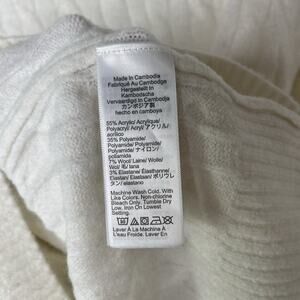 Made In Cambodia
Fabriqué Au Cambodge
Hergestellt In
Kambodscha
Vervaardigd In Cambodja
カンボジア製
hecho en camboya
55% Acrylic/ Acrylique/
Polyacryl/ Acryl/ アクリル/
acrílico
35% Polyamide/
Polyamide/ Polyamid/
Polyamide/ ナイロン/
poliamida
7% Wool/ Laine/ Wolle/
Wol/ 毛/ lana
3% Elastane/ Elasthanne/
Elastan/ Elastaan/ ポリウレ
タン/ elastano
Machine Wash Cold, With
Like Colors. Non-chlorine
Bleach Only. Tumble Dry
Low. Iron On Lowest
Setting.
Laver À La Machine À
L'eau Froide. Laver En